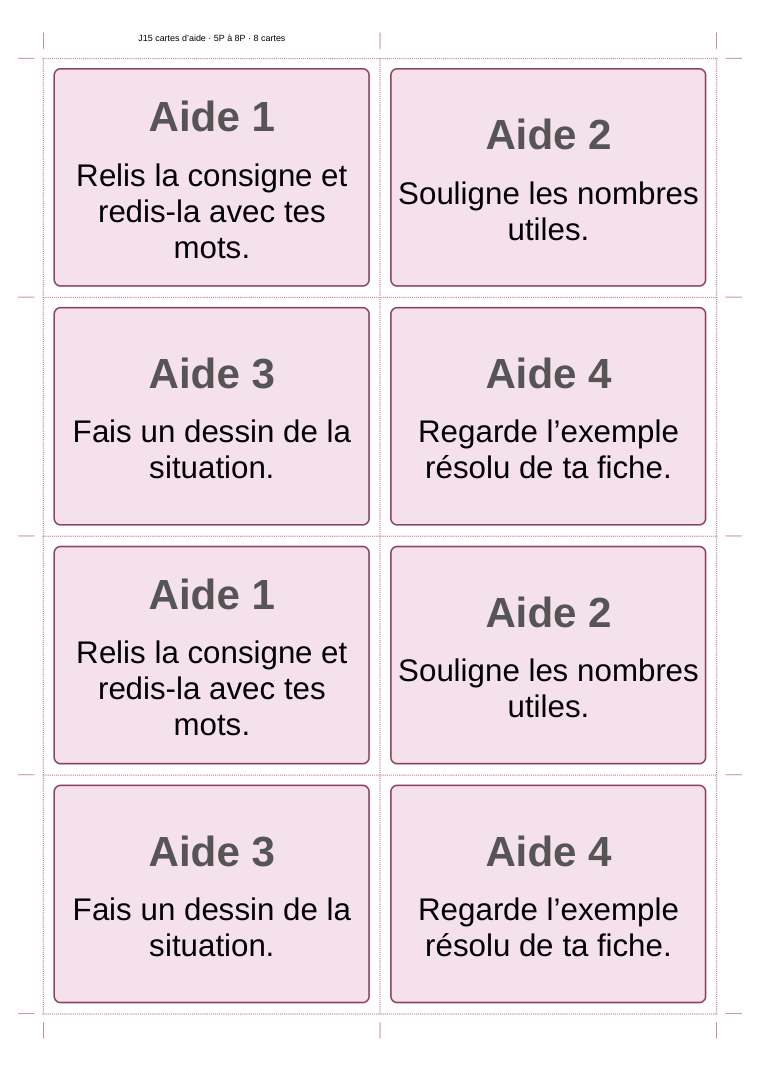 J15 cartes d’aide · 5P à 8P · 8 cartes
Aide 1
Relis la consigne et
redis-la avec tes
mots.
Aide 2
Souligne les nombres
utiles.
Aide 3
Fais un dessin de la
situation.
Aide 4
Regarde l’exemple
résolu de ta fiche.
Aide 1
Relis la consigne et
redis-la avec tes
mots.
Aide 2
Souligne les nombres
utiles.
Aide 3
Fais un dessin de la
situation.
Aide 4
Regarde l’exemple
résolu de ta fiche.